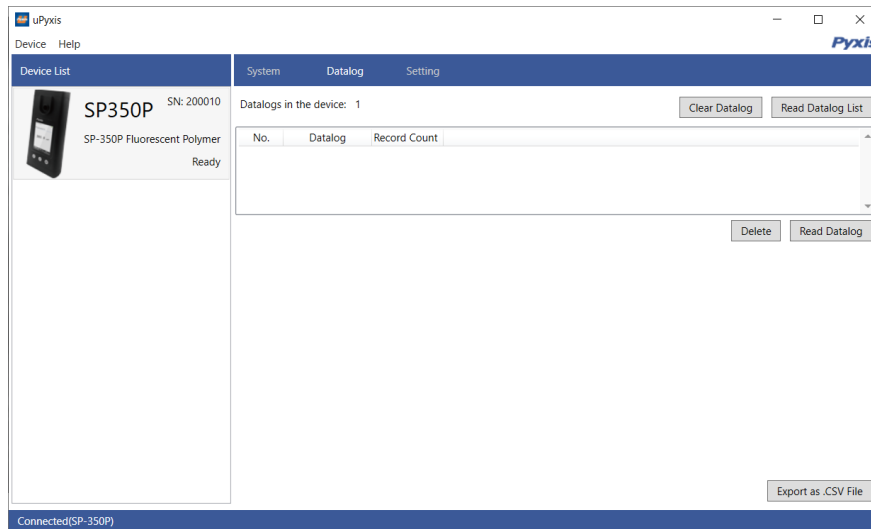 uPyxis
Device Help
Pyxis
Device List
System Datalog Setting
SP350P SN: 200010
SP-350P Fluorescent Polymer
Ready
Datalogs in the device: 1
Clear Datalog Read Datalog List
No. Datalog Record Count
Delete Read Datalog
Export as .CSV File
Connected(SP-350P)